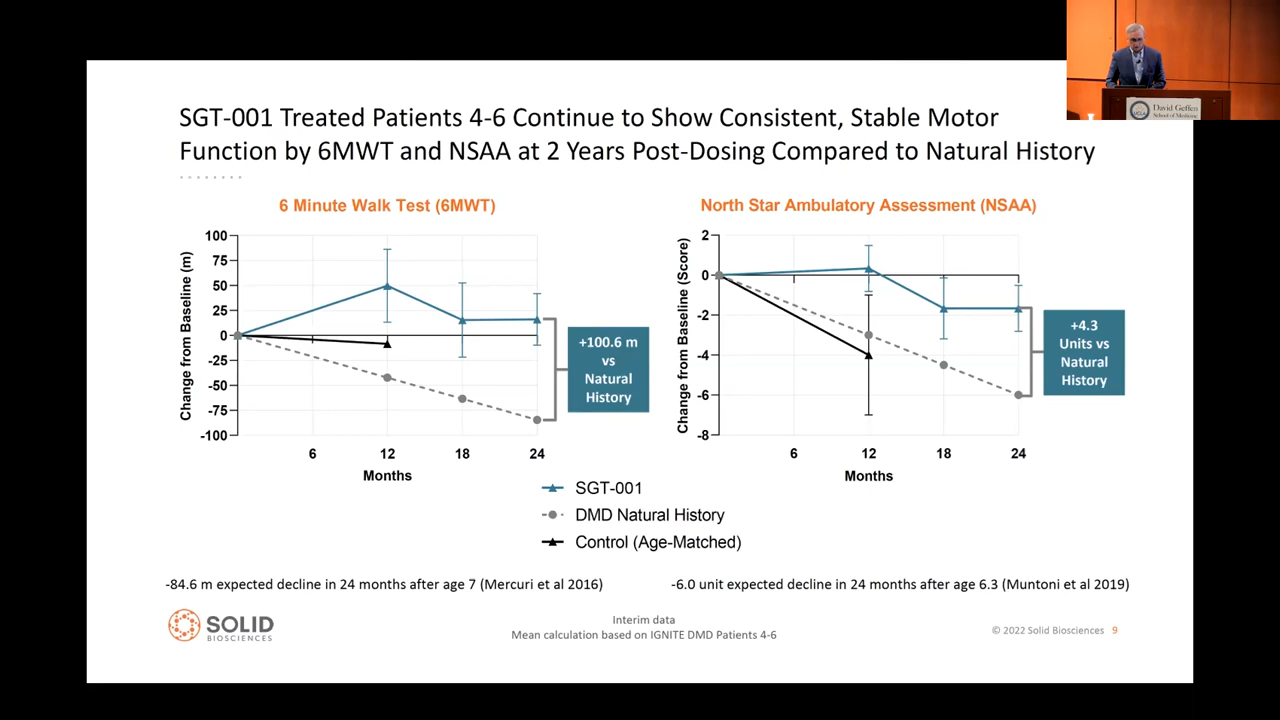 SGT-001 Treated Patients 4-6 Continue to Show Consistent, Stable Motor
Function by 6MWT and NSAA at 2 Years Post-Dosing Compared to Natural History
David Geffen
School of Medicine
UCLA
6 Minute Walk Test (6MWT)
Change from Baseline (m)
100
75
50
25
0
-25
-50
-75
-100
6
12
18
24
Months
+100.6 m
vs
Natural
History
North Star Ambulatory Assessment (NSAA)
Change from Baseline (Score)
2
0
-2
-4
-6
-8
6
12
18
24
Months
+4.3
Units vs
Natural
History
SGT-001
DMD Natural History
Control (Age-Matched)
-84.6 m expected decline in 24 months after age 7 (Mercuri et al 2016)
-6.0 unit expected decline in 24 months after age 6.3 (Muntoni et al 2019)
SOLID
BIOSCIENCES
Interim data
Mean calculation based on IGNITE DMD Patients 4-6
© 2022 Solid Biosciences 9